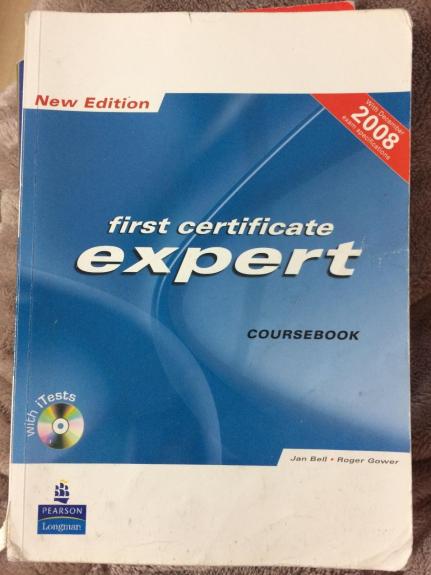 New Edition
With December
2008
exam specifications
first certificate
expert
COURSEBOOK
with iTests
Jan Bell • Roger Gower
PEARSON
Longman